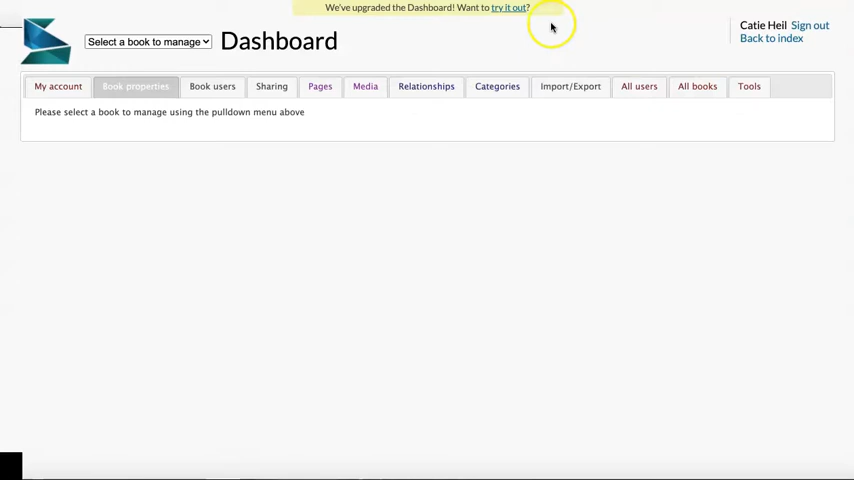 We've upgraded the Dashboard! Want to try it out?
Catie Heil Sign out
Back to index
Select a book to manage
Dashboard
My account Book properties Book users Sharing Pages Media Relationships Categories Import/Export All users All books Tools
Please select a book to manage using the pulldown menu above